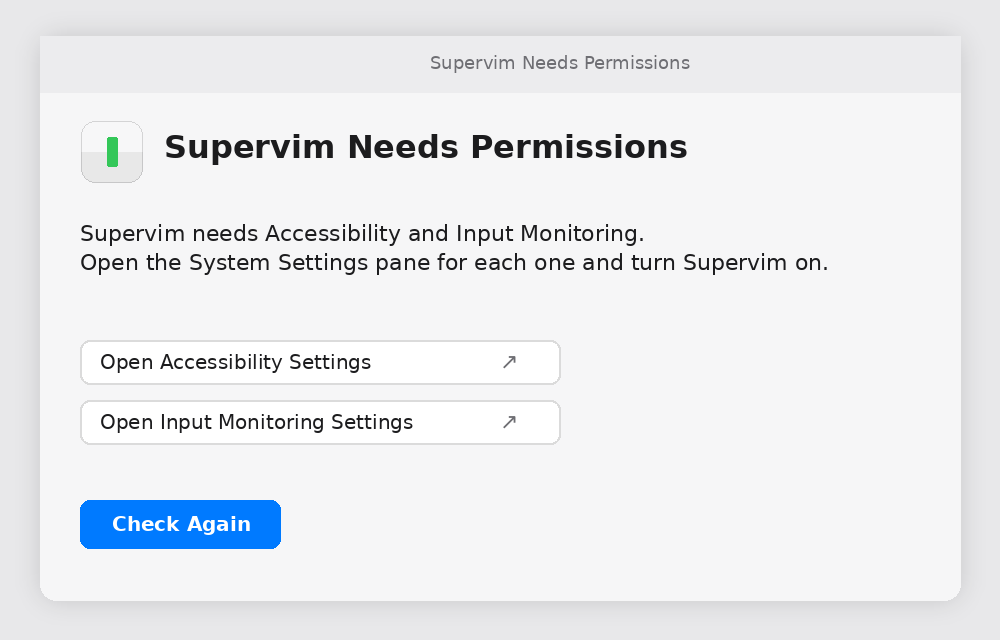 Supervim Needs Permissions
Supervim Needs Permissions
Supervim needs Accessibility and Input Monitoring.
Open the System Settings pane for each one and turn Supervim on.
Open Accessibility Settings ↗
Open Input Monitoring Settings ↗
Check Again